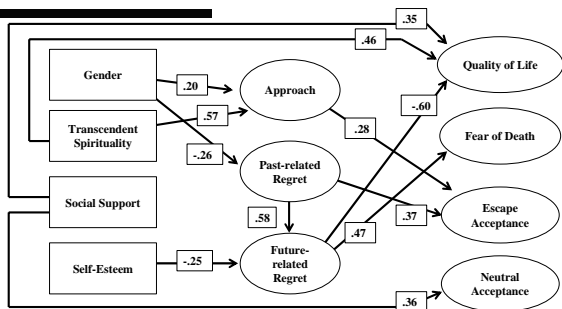 .35
.46
Gender
Quality of Life
.20
Approach
-.60
.57
Transcendent
Spirituality
.28
Fear of Death
-.26
Past-related
Regret
Social Support
.58
.37
Escape
Acceptance
.47
Self-Esteem
-.25
Future-
related
Regret
Neutral
Acceptance
.36